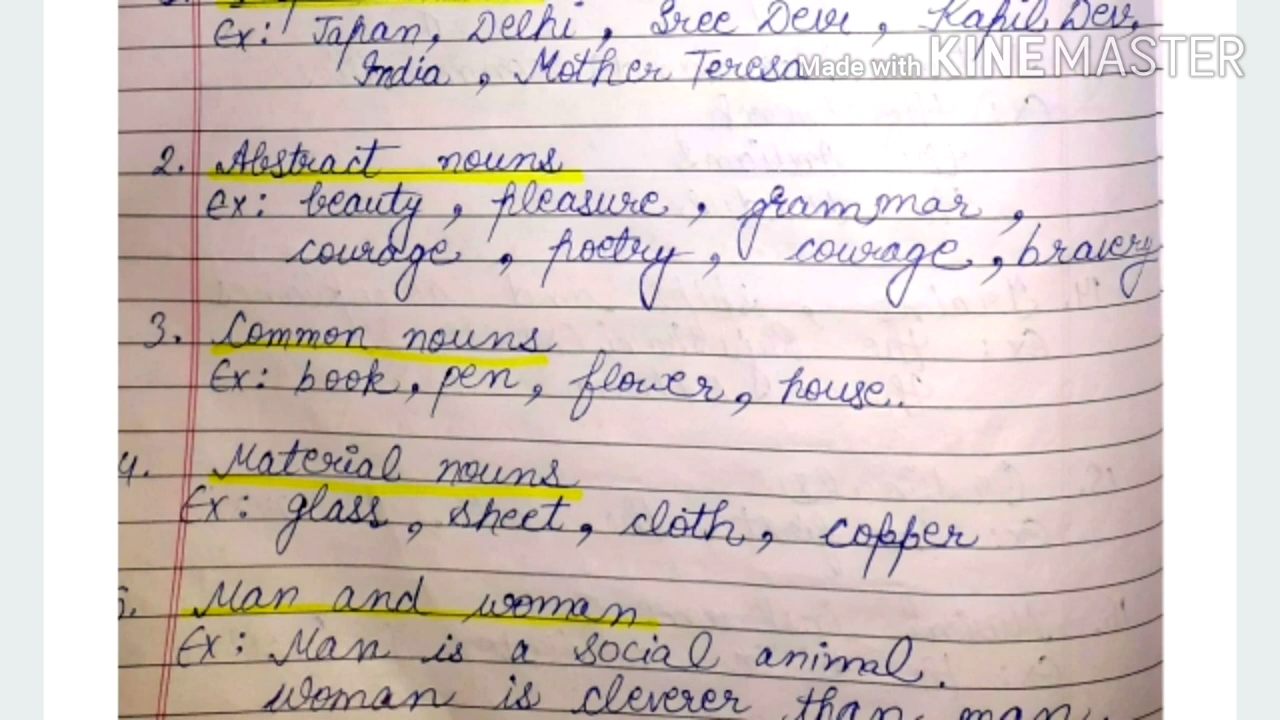 Ex: Japan, Delhi, Sree Devi, Kapil Dev,
India, Mother Teresa
Made with KINEMASTER
2. Abstract nouns
Ex: beauty, pleasure, grammar,
courage, poetry, courage, bravery
3. Common nouns
Ex: book, pen, flower, house.
4. Material nouns
Ex: glass, sheet, cloth, copper
5. Man and woman
Ex: Man is a social animal.
woman is cleverer than man.